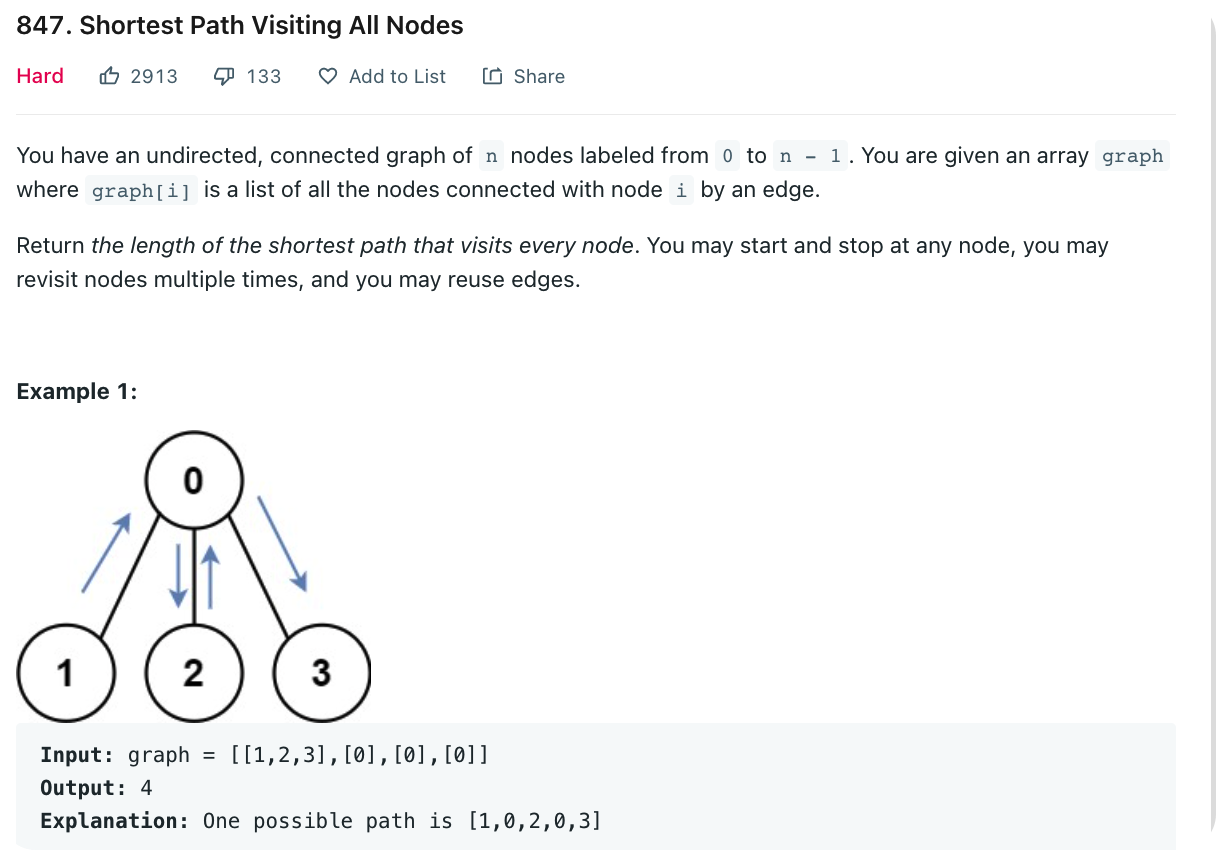 847. Shortest Path Visiting All Nodes
Hard 2913 133 Add to List Share
You have an undirected, connected graph of n nodes labeled from 0 to n - 1. You are given an array graph
where graph[i] is a list of all the nodes connected with node i by an edge.
Return the length of the shortest path that visits every node. You may start and stop at any node, you may
revisit nodes multiple times, and you may reuse edges.
Example 1:
0
1 2 3
Input: graph = [[1,2,3],[0],[0],[0]]
Output: 4
Explanation: One possible path is [1,0,2,0,3]